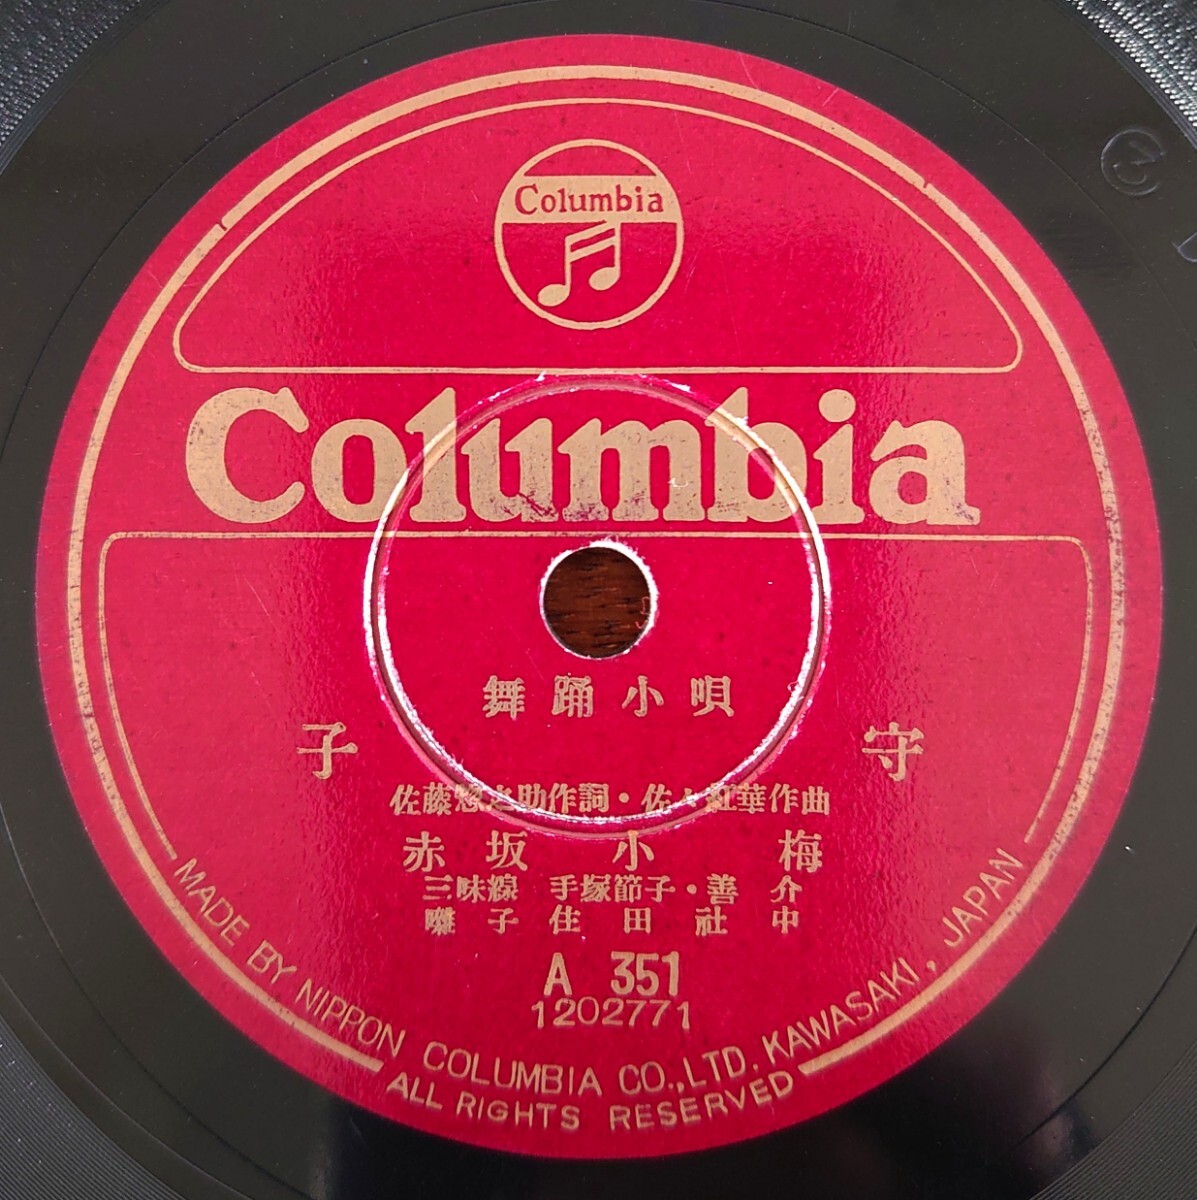 Columbia
Columbia
舞踊小唄
子守
佐藤惣之助作詞・佐々紅華作曲
赤坂小梅
三味線 手塚節子・善介
囃子 住田社中
A 351
1202771
MADE BY NIPPON COLUMBIA CO.,LTD. KAWASAKI, JAPAN
ALL RIGHTS RESERVED